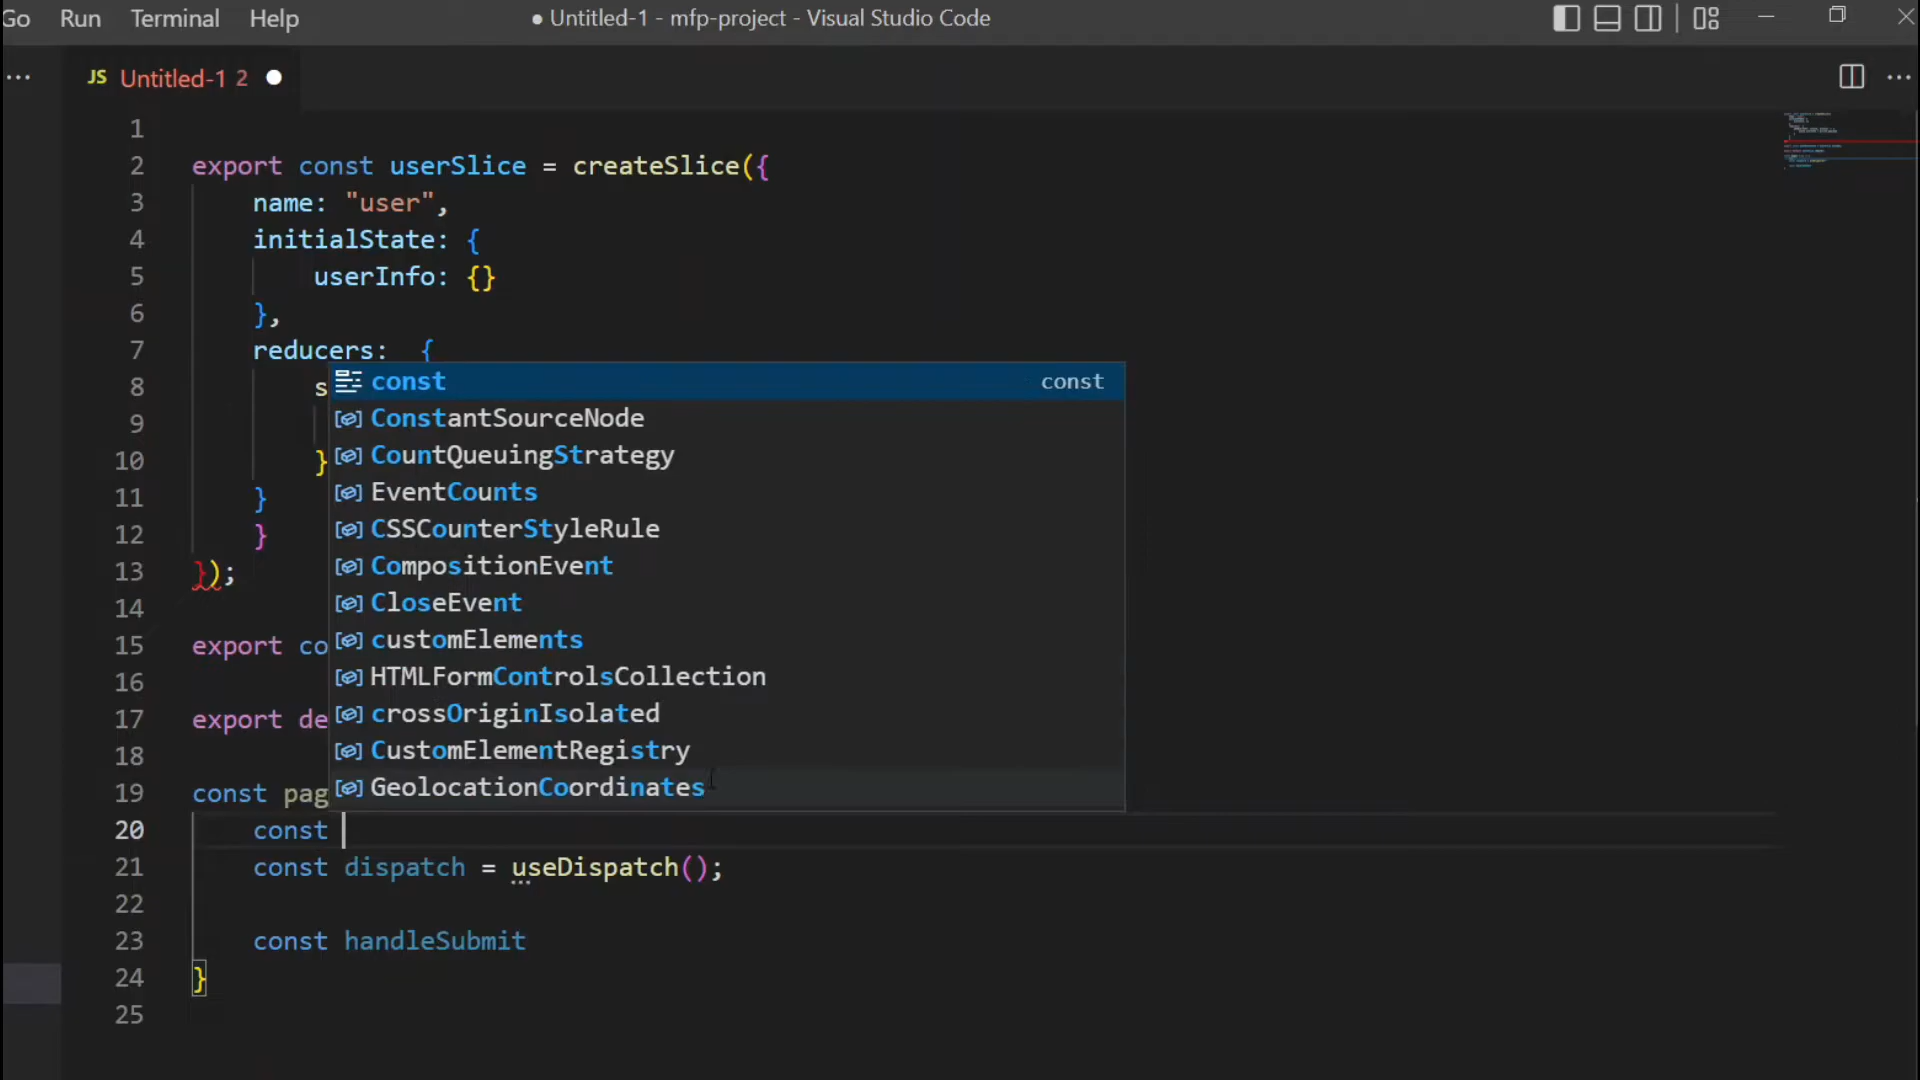 Go Run Terminal Help ● Untitled-1 - mfp-project - Visual Studio Code
··· JS Untitled-1 2 ● ···
1
2 export const userSlice = createSlice({
3 name: "user",
4 initialState: {
5 userInfo: {}
6 },
7 reducers: {
8 s
9
10 }
11 }
12 }
13 });
14
15 export co
16
17 export de
18
19 const pag
20 const
21 const dispatch = useDispatch();
22
23 const handleSubmit
24 }
25
const const
ConstantSourceNode
CountQueuingStrategy
EventCounts
CSSCounterStyleRule
CompositionEvent
CloseEvent
customElements
HTMLFormControlsCollection
crossOriginIsolated
CustomElementRegistry
GeolocationCoordinates